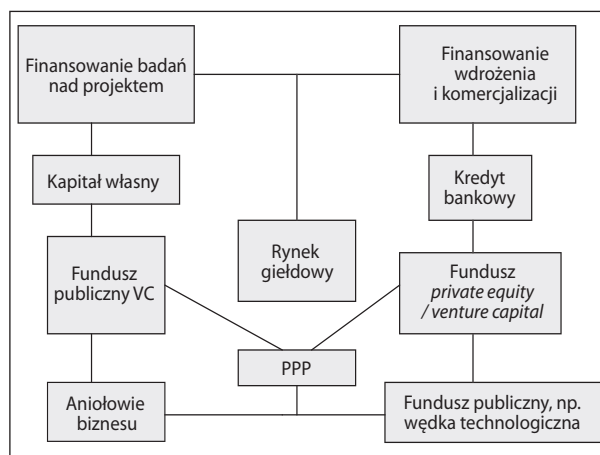 Finansowanie badań
nad projektem
Finansowanie
wdrożenia
i komercjalizacji
Kapitał własny
Kredyt
bankowy
Rynek
giełdowy
Fundusz
publiczny VC
Fundusz
private equity
/ venture capital
PPP
Aniołowie
biznesu
Fundusz publiczny, np.
wędka technologiczna